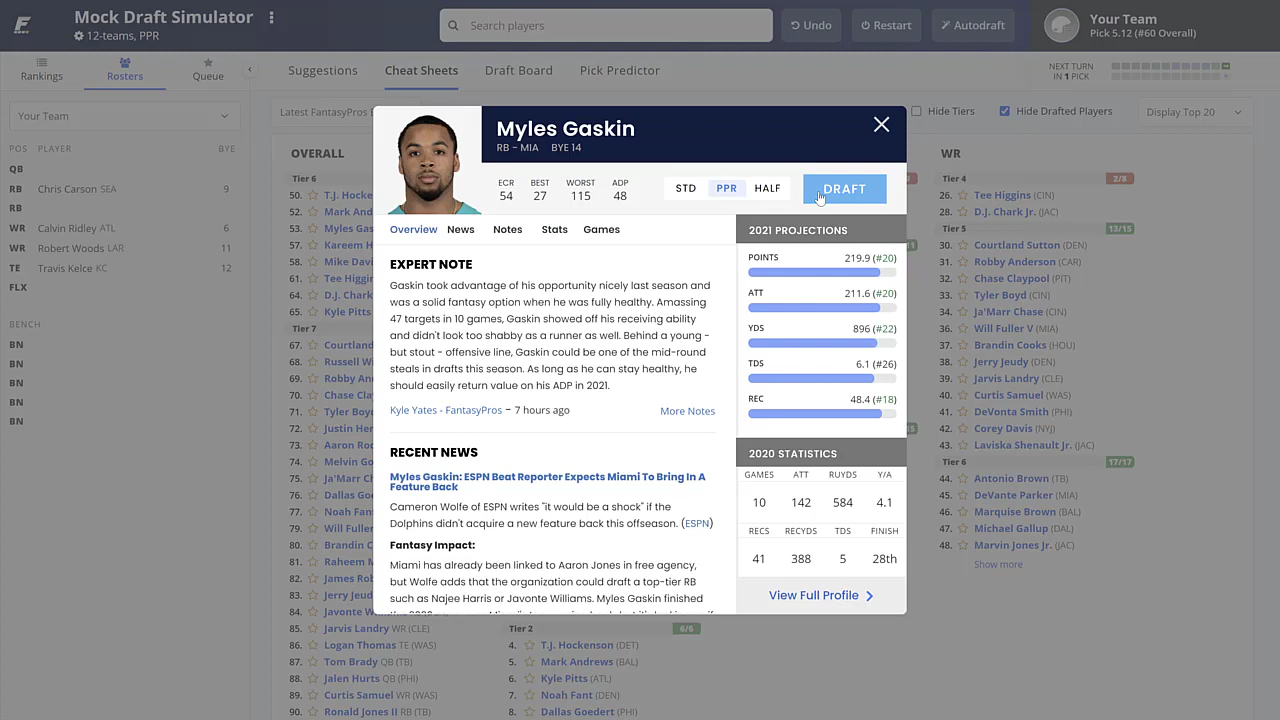 Mock Draft Simulator
12-teams, PPR
Search players
Undo
Restart
Autodraft
Your Team
Pick 5.12 (#60 Overall)
Rankings
Rosters
Queue
Suggestions
Cheat Sheets
Draft Board
Pick Predictor
NEXT TURN
IN 1 PICK
Your Team
POS PLAYER BYE
QB
RB Chris Carson SEA 9
RB
WR Calvin Ridley ATL 6
WR Robert Woods LAR 11
TE Travis Kelce KC 12
FLX
BENCH
BN
BN
BN
BN
BN
Latest FantasyPros
Hide Tiers
Hide Drafted Players
Display Top 20
OVERALL
Tier 6
50. T.J. Hocke
52. Mark And
53. Myles Gas
57. Kareem H
58. Mike Davi
61. Tee Higgin
64. D.J. Chark
65. Kyle Pitts
Tier 7
67. Courtland
68. Russell W
69. Robby An
70. Chase Cla
71. Tyler Boy
72. Justin He
73. Aaron Ro
74. Melvin Go
75. Ja'Marr C
76. Dallas Go
77. Noah Fan
79. Will Fulle
80. Brandin C
81. Raheem M
82. James Ro
83. Jerry Jeud
84. Javonte W
85. Jarvis Landry WR (CLE)
86. Logan Thomas TE (WAS)
87. Tom Brady QB (TB)
88. Jalen Hurts QB (PHI)
89. Curtis Samuel WR (WAS)
90. Ronald Jones II RB (TB)
Tier 2 6/6
4. T.J. Hockenson (DET)
5. Mark Andrews (BAL)
6. Kyle Pitts (ATL)
7. Noah Fant (DEN)
8. Dallas Goedert (PHI)
WR
Tier 4 2/8
26. Tee Higgins (CIN)
28. D.J. Chark Jr. (JAC)
Tier 5 13/15
30. Courtland Sutton (DEN)
31. Robby Anderson (CAR)
32. Chase Claypool (PIT)
33. Tyler Boyd (CIN)
34. Ja'Marr Chase (CIN)
36. Will Fuller V (MIA)
37. Brandin Cooks (HOU)
38. Jerry Jeudy (DEN)
39. Jarvis Landry (CLE)
40. Curtis Samuel (WAS)
41. DeVonta Smith (PHI)
42. Corey Davis (NYJ)
43. Laviska Shenault Jr. (JAC)
Tier 6 17/17
44. Antonio Brown (TB)
45. DeVante Parker (MIA)
46. Marquise Brown (BAL)
47. Michael Gallup (DAL)
48. Marvin Jones Jr. (JAC)
Show more
Myles Gaskin
RB - MIA BYE 14
ECR BEST WORST ADP
54 27 115 48
STD PPR HALF
DRAFT
Overview News Notes Stats Games
EXPERT NOTE
Gaskin took advantage of his opportunity nicely last season and
was a solid fantasy option when he was fully healthy. Amassing
47 targets in 10 games, Gaskin showed off his receiving ability
and didn't look too shabby as a runner as well. Behind a young -
but stout - offensive line, Gaskin could be one of the mid-round
steals in drafts this season. As long as he can stay healthy, he
should easily return value on his ADP in 2021.
Kyle Yates - FantasyPros – 7 hours ago
More Notes
RECENT NEWS
Myles Gaskin: ESPN Beat Reporter Expects Miami To Bring In A
Feature Back
Cameron Wolfe of ESPN writes "it would be a shock" if the
Dolphins didn't acquire a new feature back this offseason. (ESPN)
Fantasy Impact:
Miami has already been linked to Aaron Jones in free agency,
but Wolfe adds that the organization could draft a top-tier RB
such as Najee Harris or Javonte Williams. Myles Gaskin finished
2021 PROJECTIONS
POINTS 219.9 (#20)
ATT 211.6 (#20)
YDS 896 (#22)
TDS 6.1 (#26)
REC 48.4 (#18)
2020 STATISTICS
GAMES ATT RUYDS Y/A
10 142 584 4.1
RECS RECYDS TDS FINISH
41 388 5 28th
View Full Profile